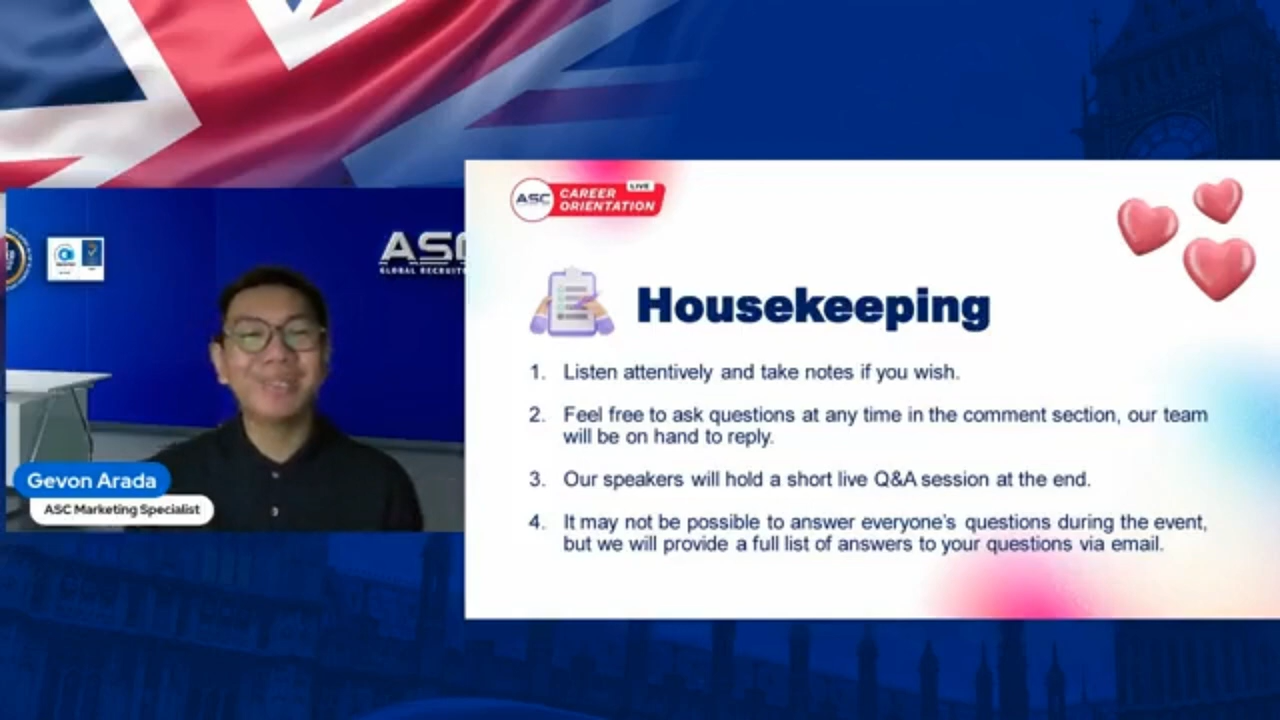 ASC
GLOBAL RECRUIT
Gevon Arada
ASC Marketing Specialist
ASC
CAREER
LIVE
ORIENTATION
Housekeeping
1. Listen attentively and take notes if you wish.
2. Feel free to ask questions at any time in the comment section, our team
will be on hand to reply.
3. Our speakers will hold a short live Q&A session at the end.
4. It may not be possible to answer everyone's questions during the event,
but we will provide a full list of answers to your questions via email.